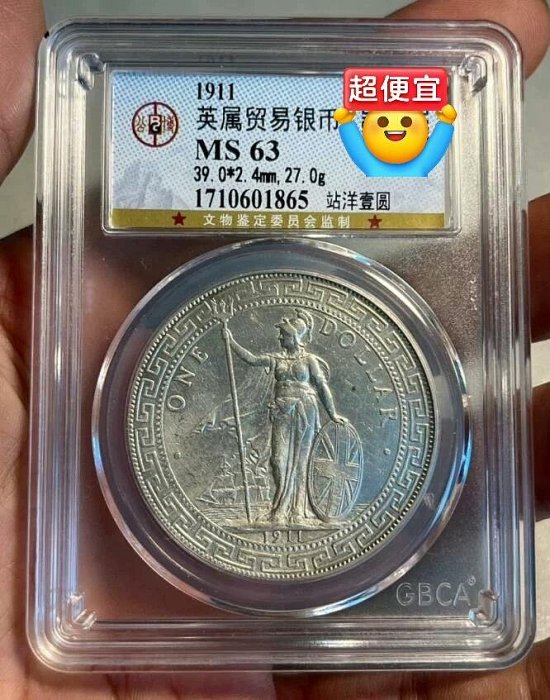 1911
超便宜
英属贸易银币
MS 63
39.0*2.4mm,27.0g
1710601865 站洋壹圆
★ 文物鉴定委员会监制 ★
ONE DOLLAR
1911
GBCA®